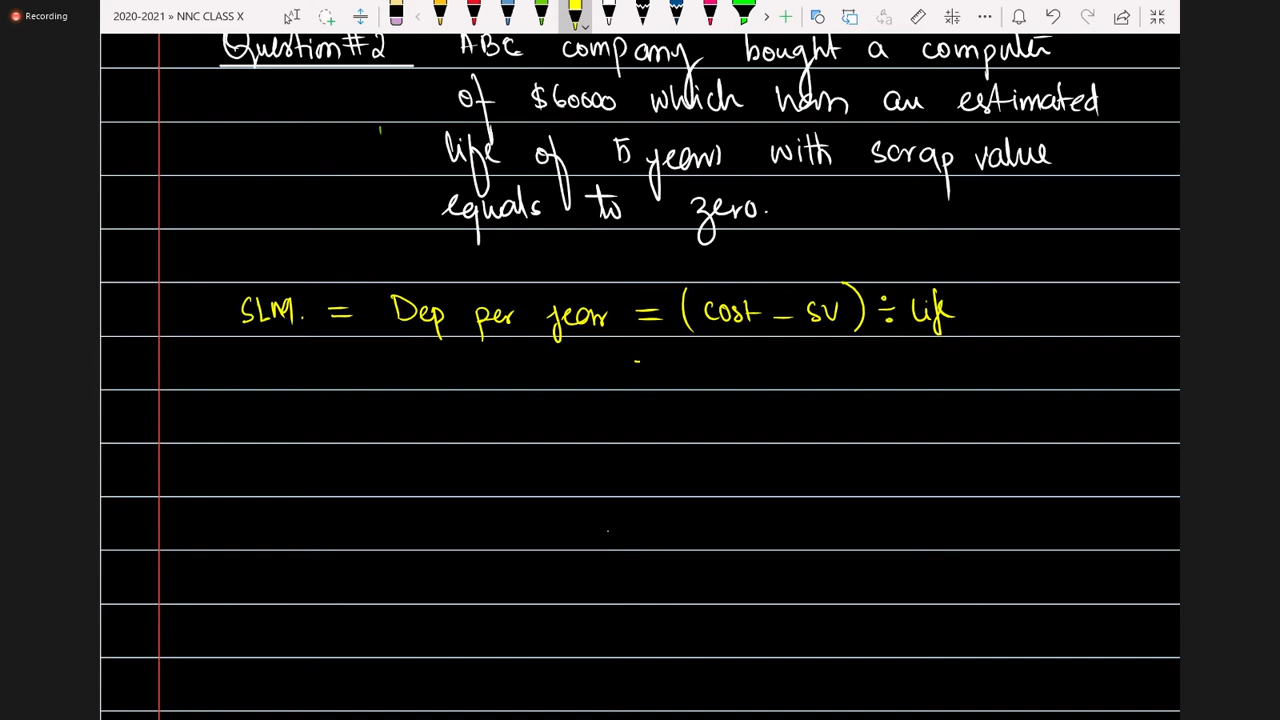 Recording
2020-2021 » NNC CLASS X
Question#2 ABC company bought a computer
of $60000 which has an estimated
life of 5 years with scrap value
equals to zero.
SLM. = Dep per year = (cost - SV) ÷ life